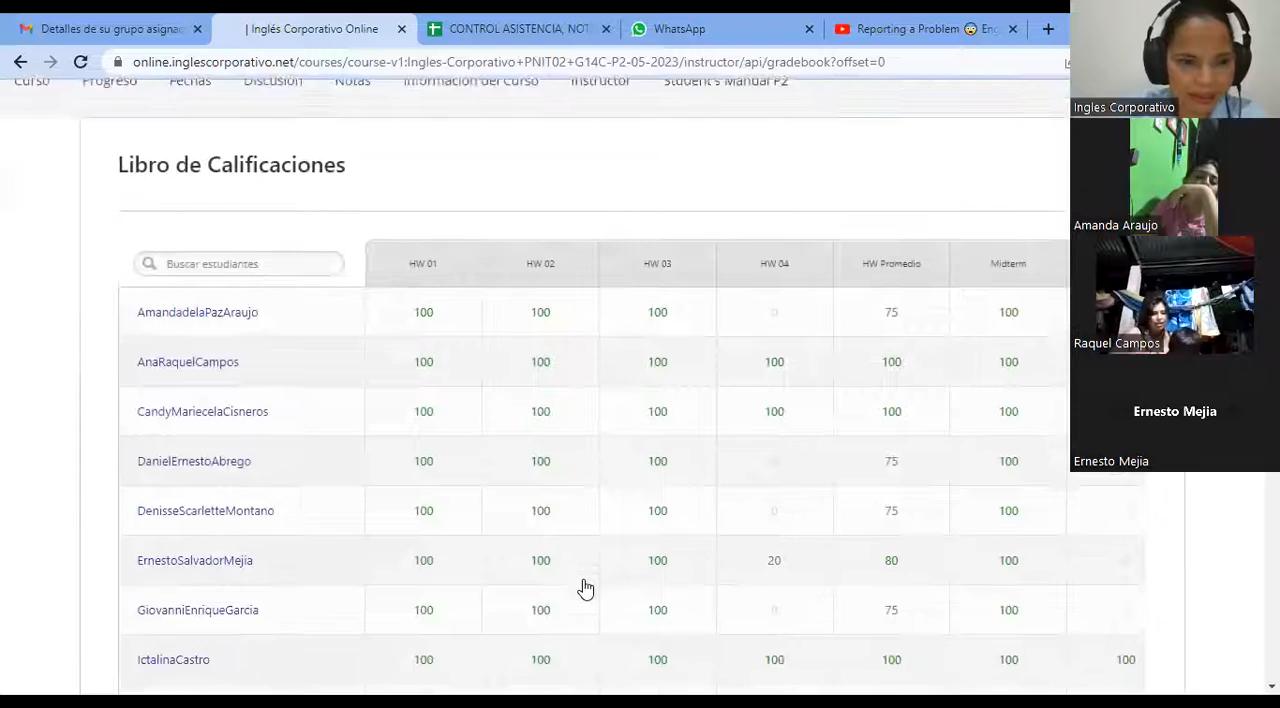 Detalles de su grupo asigna
| Inglés Corporativo Online
CONTROL ASISTENCIA, NOT
WhatsApp
Reporting a Problem 😨 Eng
online.inglescorporativo.net/courses/course-v1:Ingles-Corporativo+PNIT02+G14C-P2-05-2023/instructor/api/gradebook?offset=0
Curso Progreso Fechas Discusión Notas Información del Curso Instructor Student's Manual P2
Libro de Calificaciones
Buscar estudiantes HW 01 HW 02 HW 03 HW 04 HW Promedio Midterm
AmandadelaPazAraujo 100 100 100 0 75 100
AnaRaquelCampos 100 100 100 100 100 100
CandyMariecelaCisneros 100 100 100 100 100 100
DanielErnestoAbrego 100 100 100 0 75 100
DenisseScarletteMontano 100 100 100 0 75 100
ErnestoSalvadorMejia 100 100 100 20 80 100
GiovanniEnriqueGarcia 100 100 100 0 75 100
IctalinaCastro 100 100 100 100 100 100 100
Ingles Corporativo
Amanda Araujo
Raquel Campos
Ernesto Mejia
Ernesto Mejia